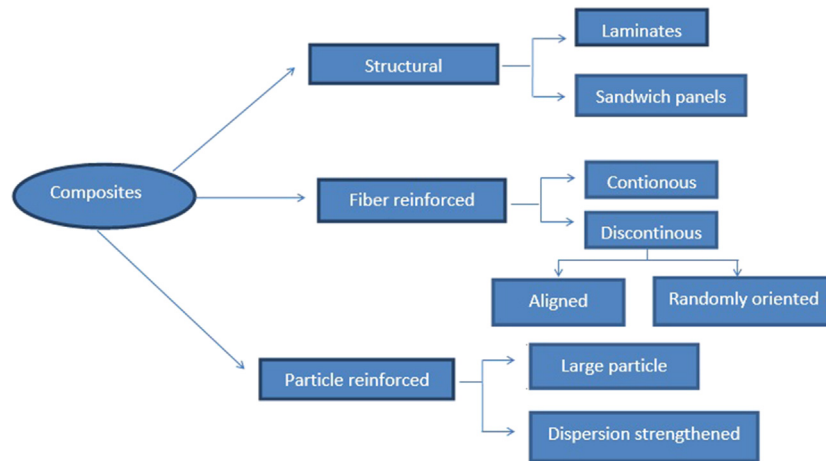 Laminates
Structural
Sandwich panels
Composites
Fiber reinforced
Contionous
Discontinous
Aligned
Randomly oriented
Particle reinforced
Large particle
Dispersion strengthened